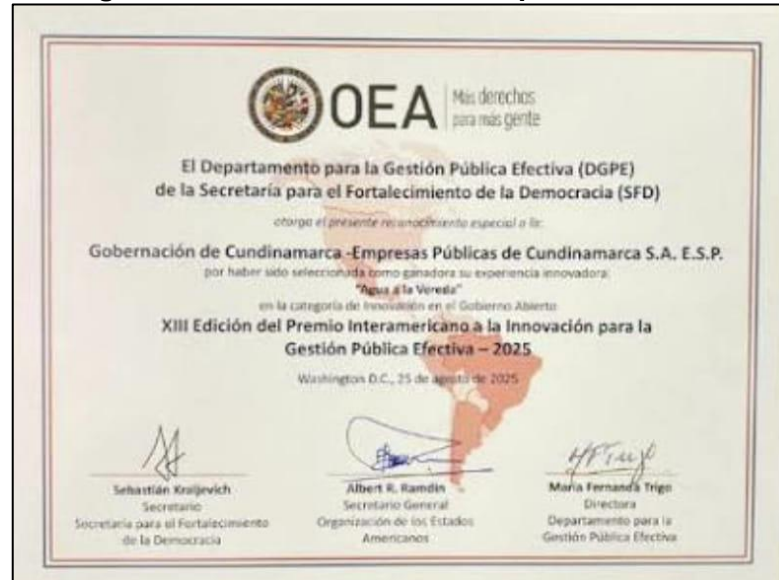 OEA
Más derechos
para más gente
El Departamento para la Gestión Pública Efectiva (DGPE)
de la Secretaría para el Fortalecimiento de la Democracia (SFD)
otorga el presente reconocimiento especial a la:
Gobernación de Cundinamarca -Empresas Públicas de Cundinamarca S.A. E.S.P.
por haber sido seleccionada como ganadora su experiencia innovadora:
"Agua a la Vereda"
en la categoría de Innovación en el Gobierno Abierto
XIII Edición del Premio Interamericano a la Innovación para la
Gestión Pública Efectiva – 2025
Washington D.C., 25 de agosto de 2025
Sebastián Kraljevich
Secretario
Secretaría para el Fortalecimiento
de la Democracia
Albert R. Ramdin
Secretario General
Organización de los Estados
Americanos
María Fernanda Trigo
Directora
Departamento para la
Gestión Pública Efectiva